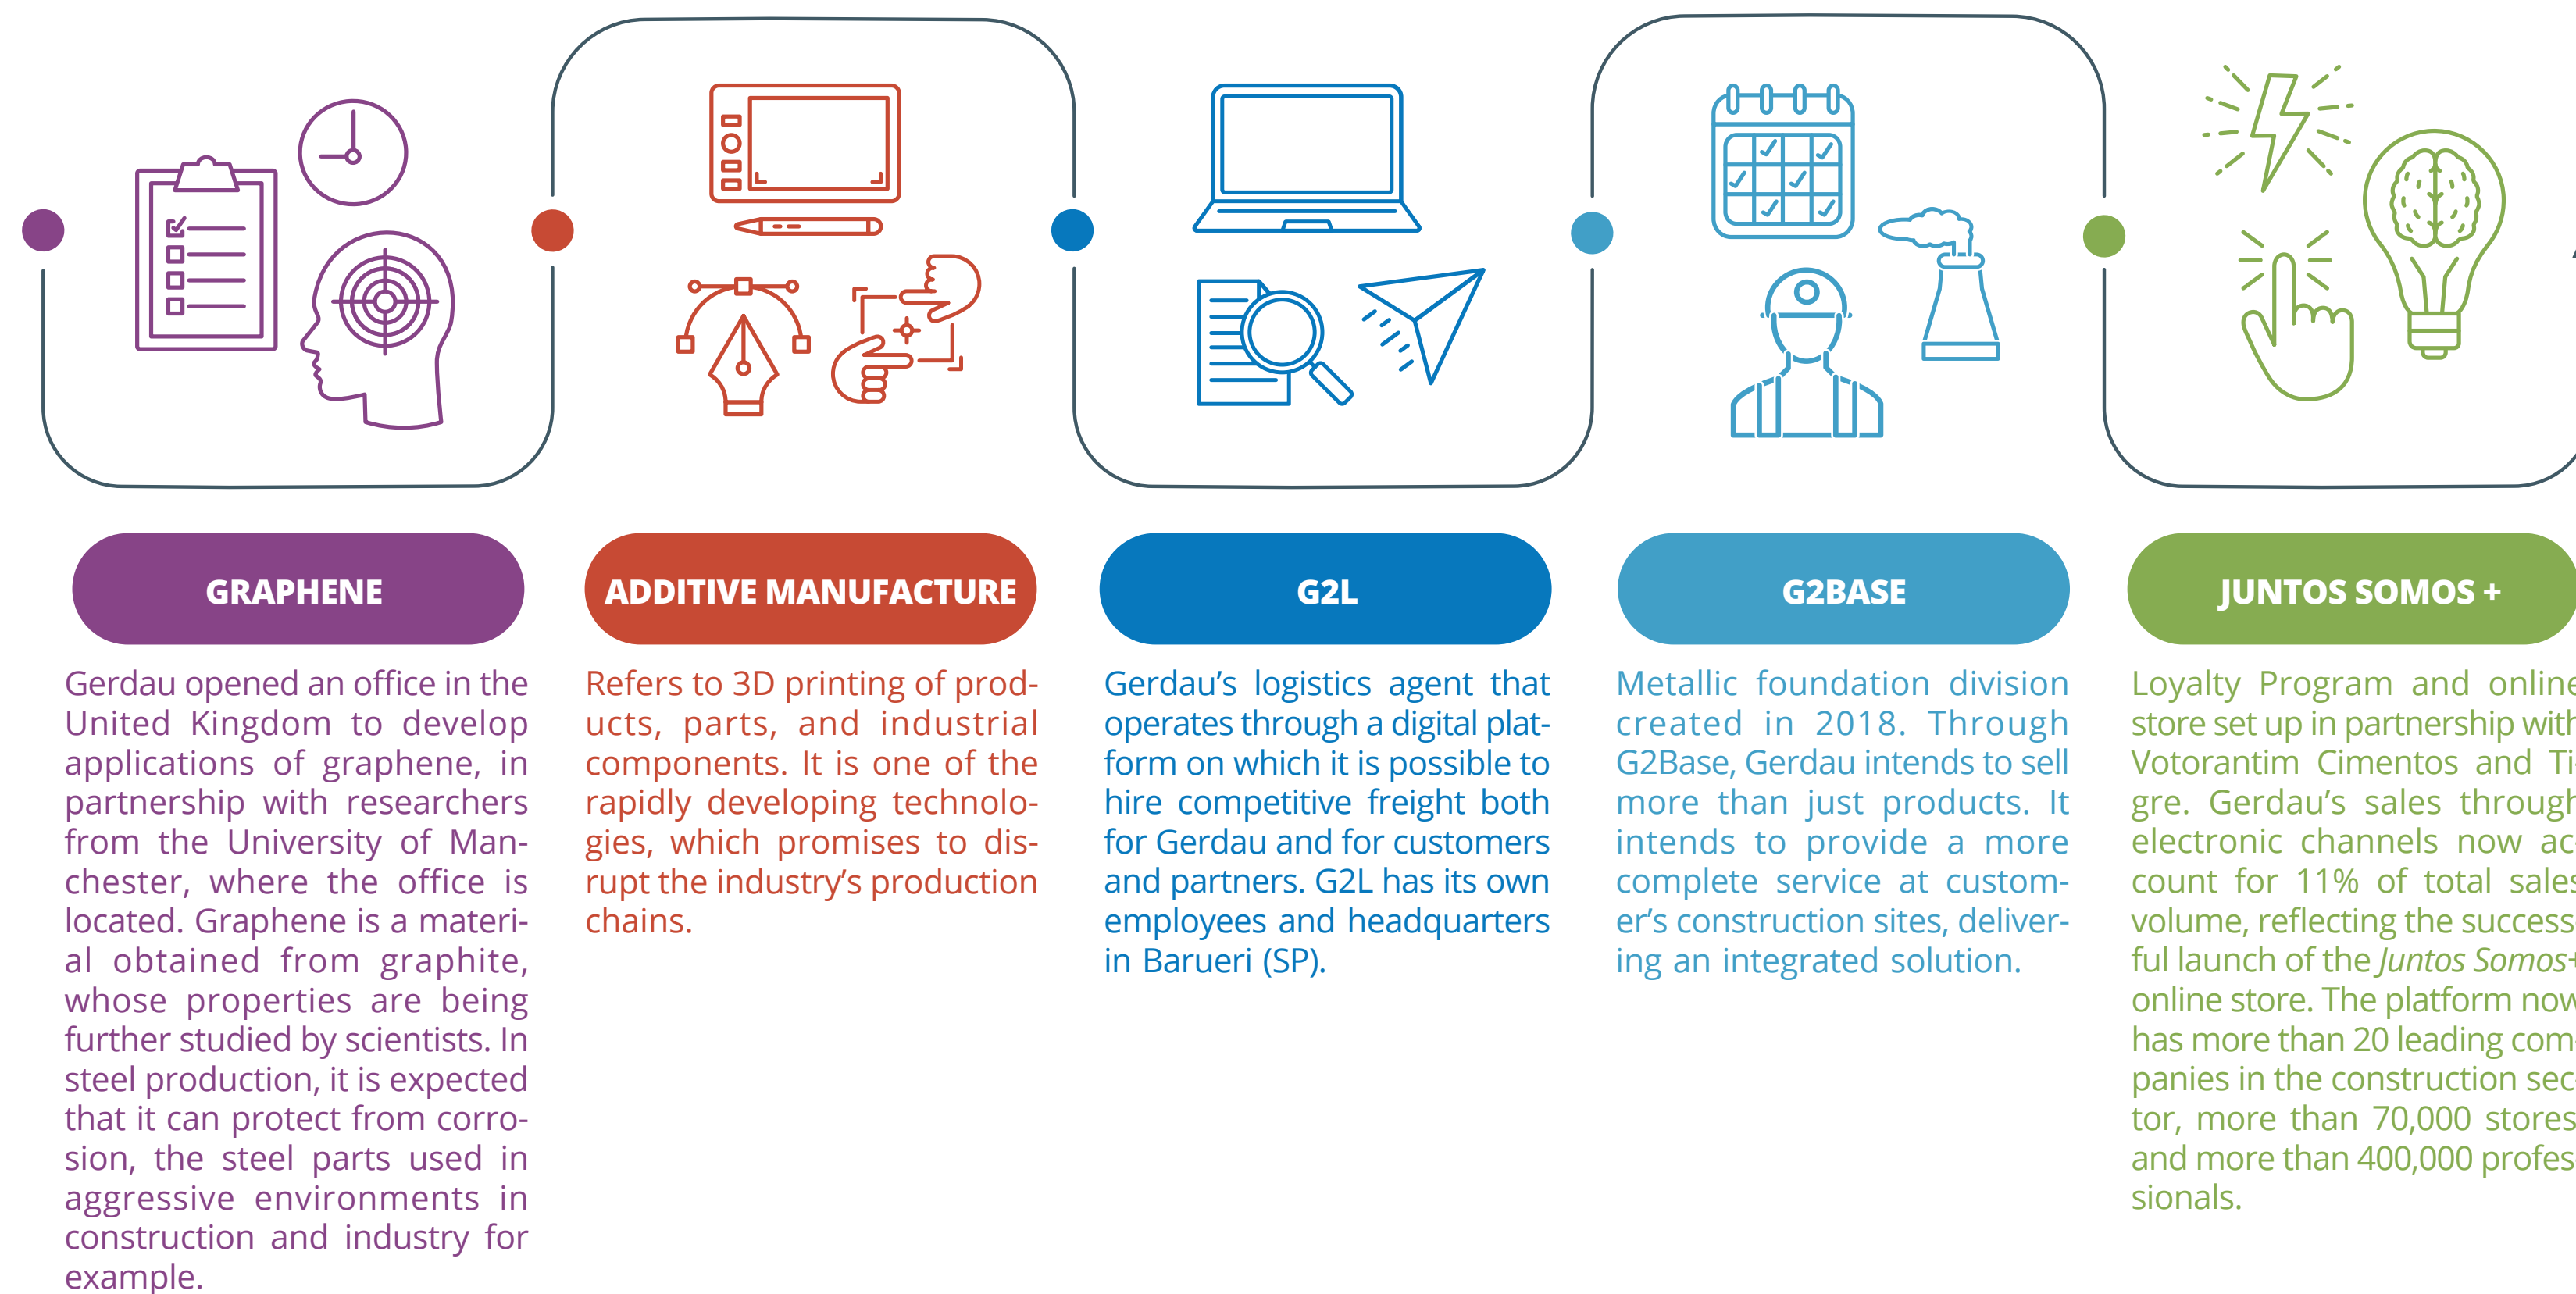 GRAPHENE
Gerdau opened an office in the
United Kingdom to develop
applications of graphene, in
partnership with researchers
from the University of Man-
chester, where the office is
located. Graphene is a materi-
al obtained from graphite,
whose properties are being
further studied by scientists. In
steel production, it is expected
that it can protect from corro-
sion, the steel parts used in
aggressive environments in
construction and industry for
example.
ADDITIVE MANUFACTURE
Refers to 3D printing of prod-
ucts, parts, and industrial
components. It is one of the
rapidly developing technolo-
gies, which promises to dis-
rupt the industry's production
chains.
G2L
Gerdau's logistics agent that
operates through a digital plat-
form on which it is possible to
hire competitive freight both
for Gerdau and for customers
and partners. G2L has its own
employees and headquarters
in Barueri (SP).
G2BASE
Metallic foundation division
created in 2018. Through
G2Base, Gerdau intends to sell
more than just products. It
intends to provide a more
complete service at custom-
er's construction sites, deliver-
ing an integrated solution.
JUNTOS SOMOS +
Loyalty Program and online
store set up in partnership with
Votorantim Cimentos and Ti-
gre. Gerdau's sales through
electronic channels now ac-
count for 11% of total sales
volume, reflecting the success-
ful launch of the Juntos Somos+
online store. The platform now
has more than 20 leading com-
panies in the construction sec-
tor, more than 70,000 stores,
and more than 400,000 profes-
sionals.